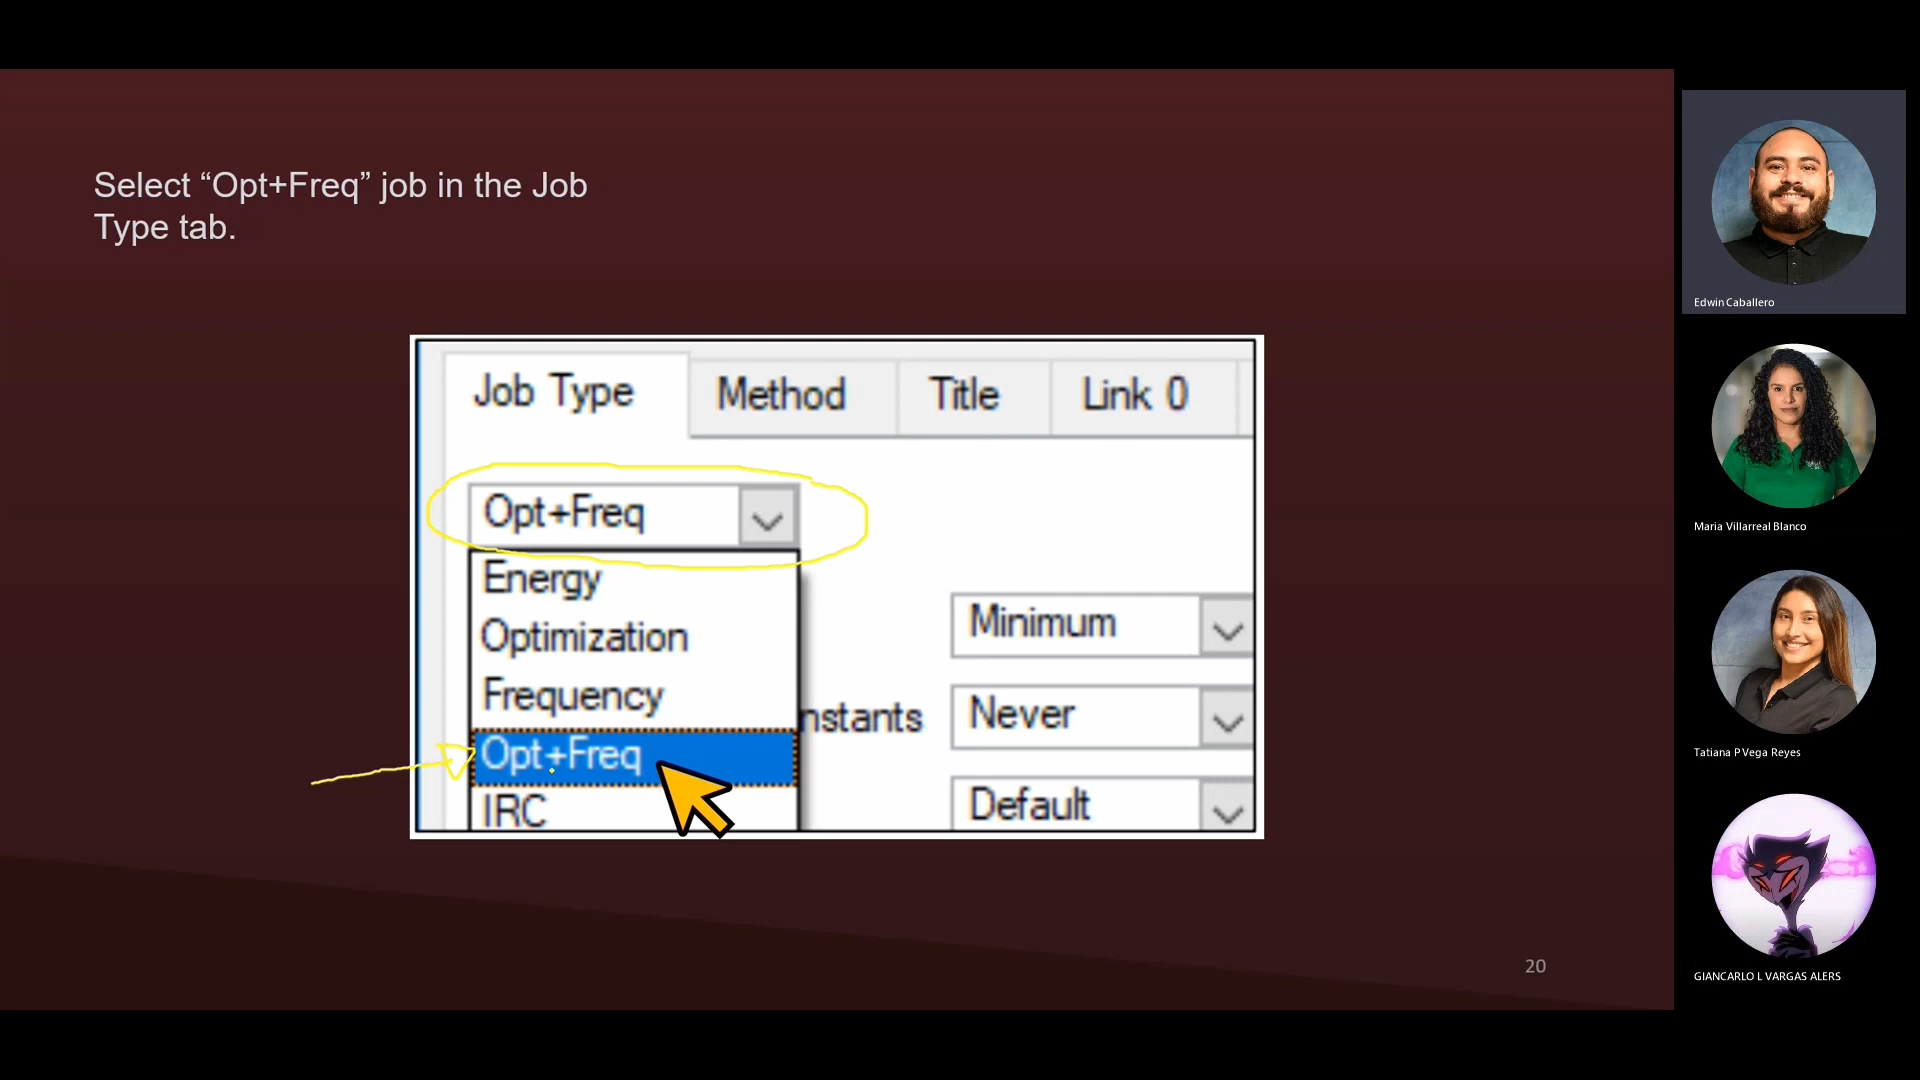 Select “Opt+Freq” job in the Job
Type tab.
Job Type
Method
Title
Link 0
Opt+Freq
Energy
Optimization
Frequency
Opt+Freq
IRC
Minimum
nstants
Never
Default
20
Edwin Caballero
Maria Villarreal Blanco
Tatiana P Vega Reyes
GIANCARLO L VARGAS ALERS